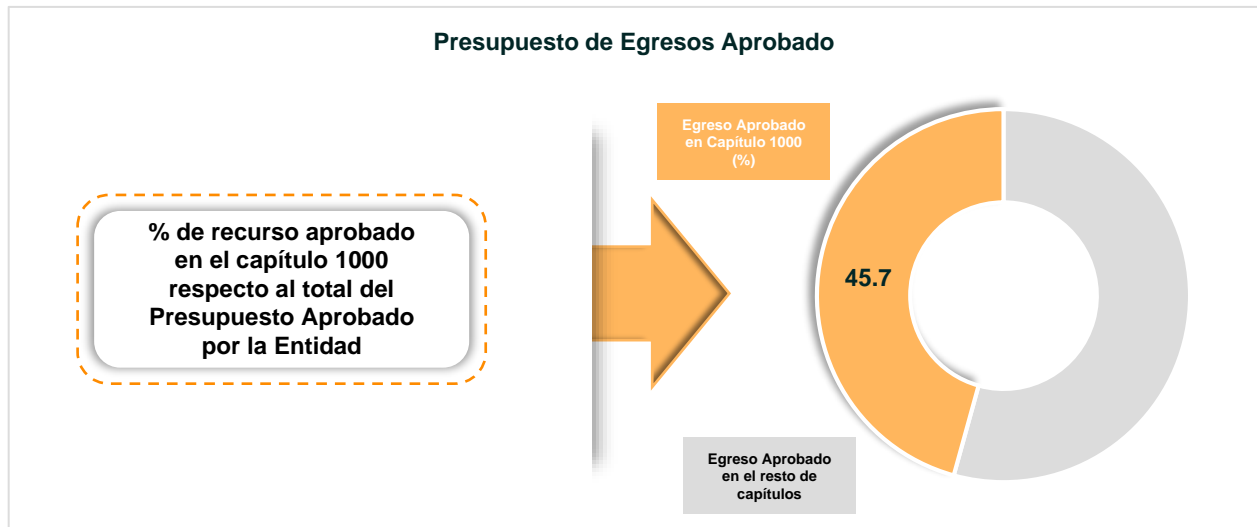 Presupuesto de Egresos Aprobado
Egreso Aprobado
en Capítulo 1000
(%)
% de recurso aprobado
en el capítulo 1000
respecto al total del
Presupuesto Aprobado
por la Entidad
45.7
Egreso Aprobado
en el resto de
capítulos